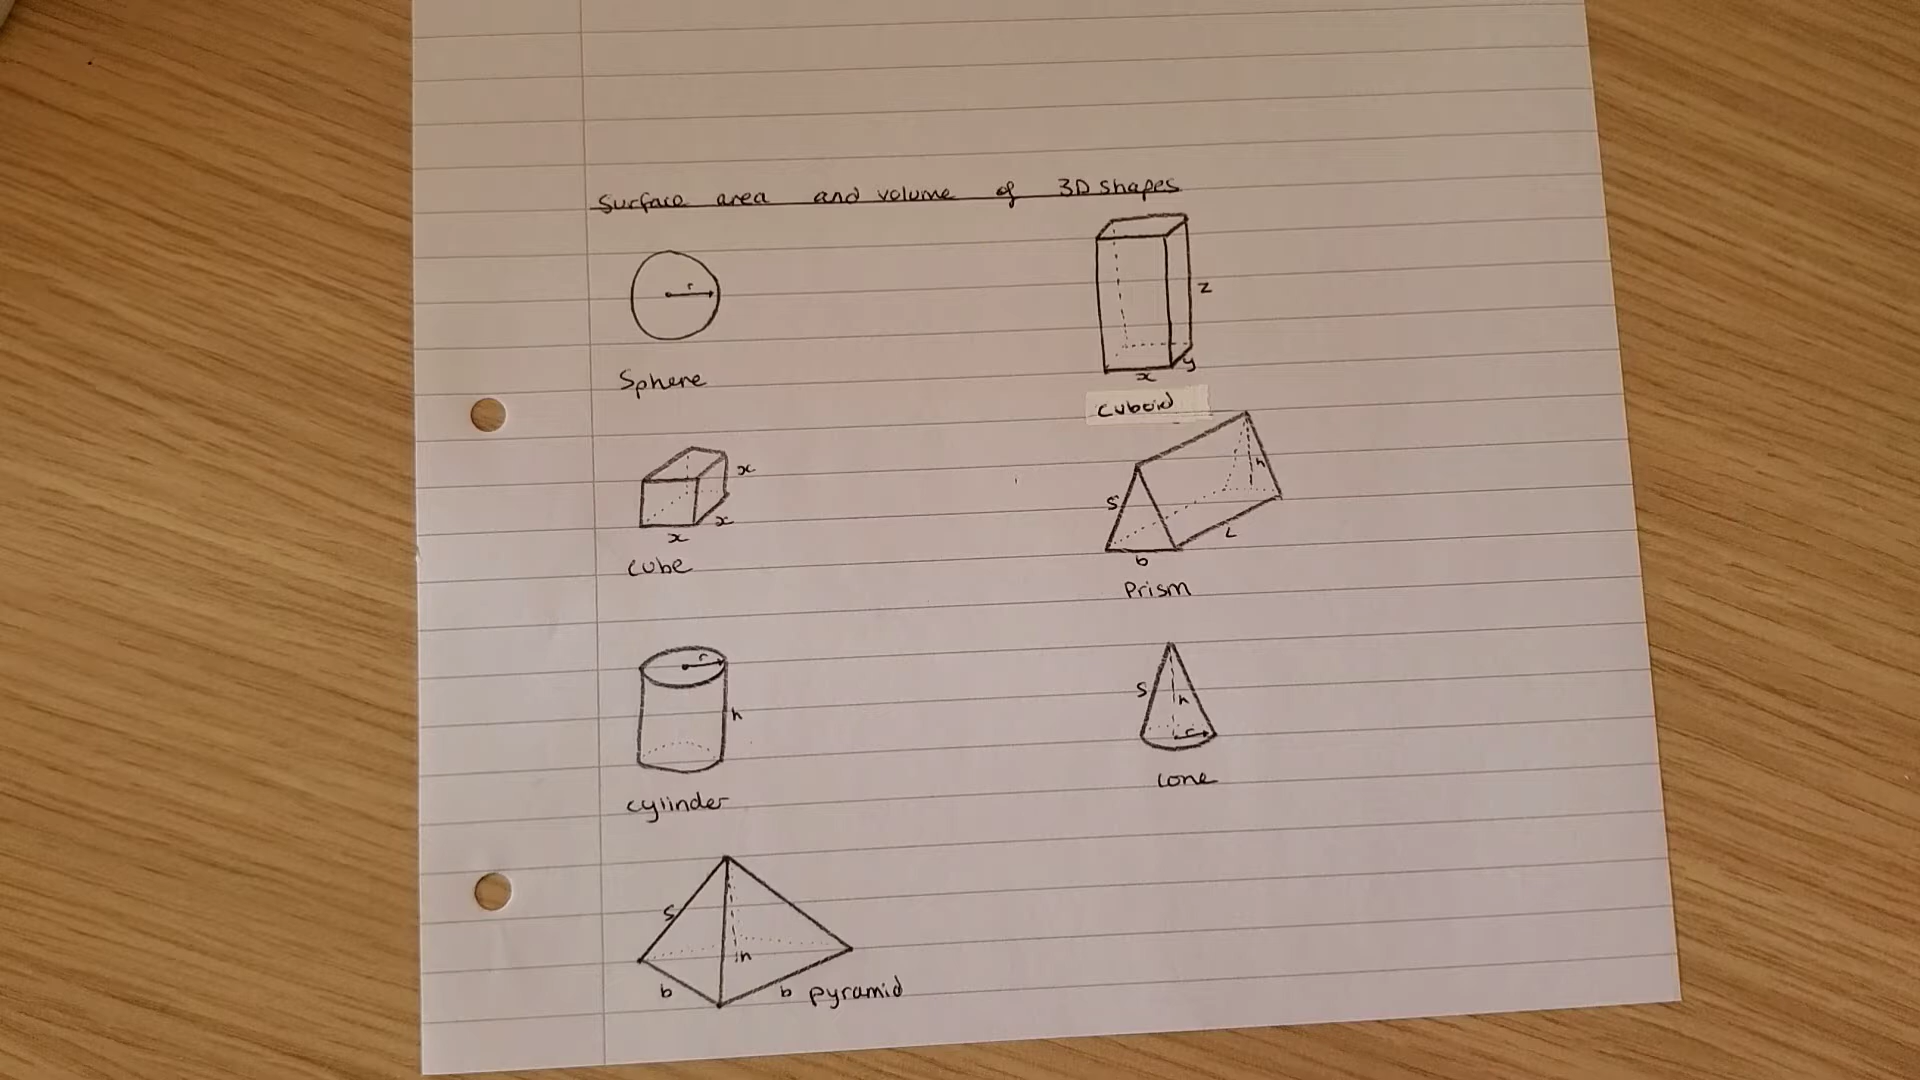 Surface area and volume of 3D shapes
r
z
y
x
Sphere
cuboid
x
x
x
cube
h
s
L
b
Prism
r
h
cylinder
s
h
r
cone
s
h
b
b
pyramid